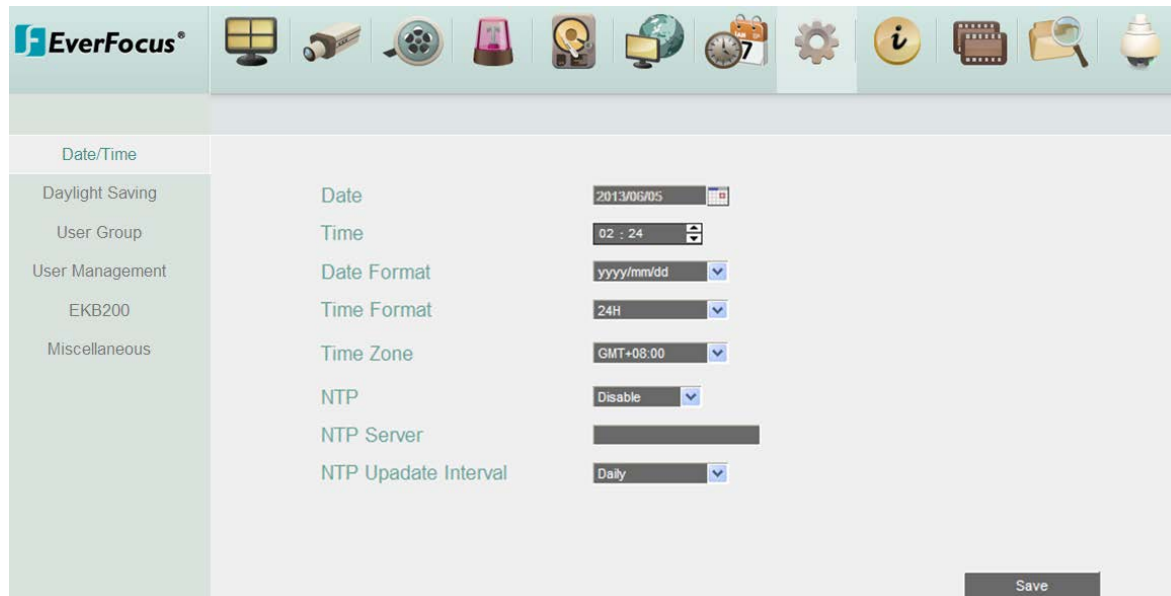 EverFocus®
7
i
Date/Time
Daylight Saving
User Group
User Management
EKB200
Miscellaneous
Date 2013/06/05
Time 02 : 24
Date Format yyyy/mm/dd
Time Format 24H
Time Zone GMT+08:00
NTP Disable
NTP Server
NTP Upadate Interval Daily
Save